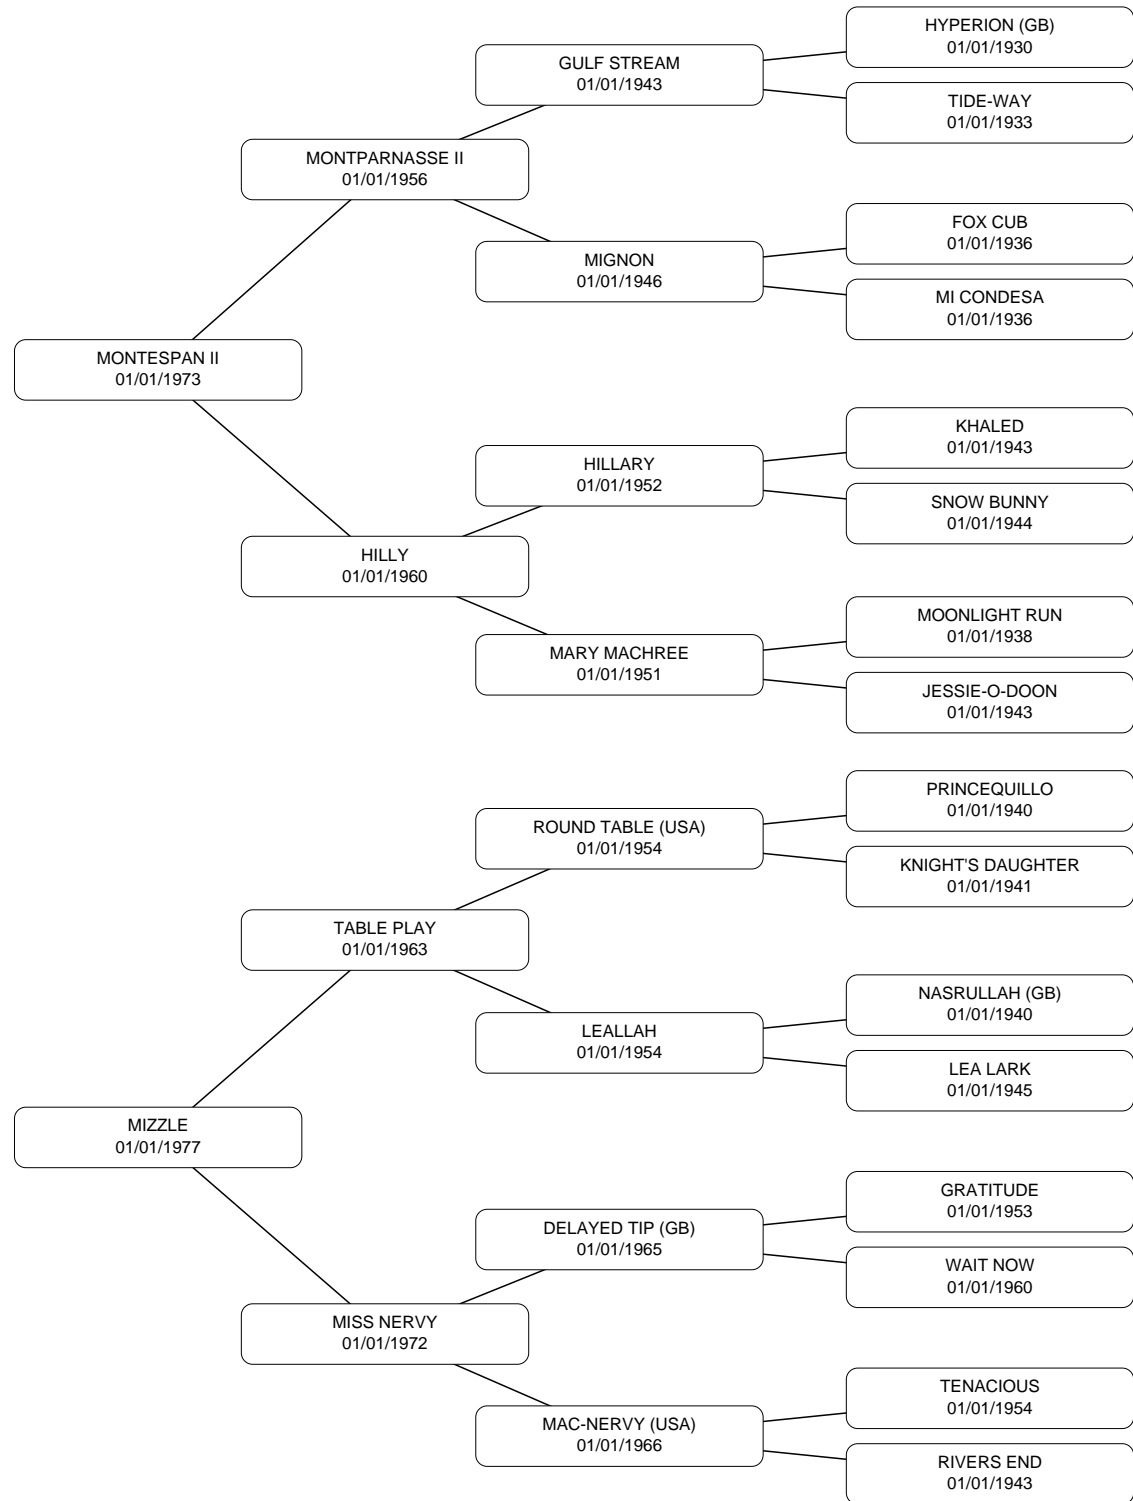 HYPERION (GB)
01/01/1930
GULF STREAM
01/01/1943
TIDE-WAY
01/01/1933
MONTPARNASSE II
01/01/1956
FOX CUB
01/01/1936
MIGNON
01/01/1946
MI CONDESA
01/01/1936
MONTESPAN II
01/01/1973
KHALED
01/01/1943
HILLARY
01/01/1952
SNOW BUNNY
01/01/1944
HILLY
01/01/1960
MOONLIGHT RUN
01/01/1938
MARY MACHREE
01/01/1951
JESSIE-O-DOON
01/01/1943
PRINCEQUILLO
01/01/1940
ROUND TABLE (USA)
01/01/1954
KNIGHT'S DAUGHTER
01/01/1941
TABLE PLAY
01/01/1963
NASRULLAH (GB)
01/01/1940
LEALLAH
01/01/1954
LEA LARK
01/01/1945
MIZZLE
01/01/1977
GRATITUDE
01/01/1953
DELAYED TIP (GB)
01/01/1965
WAIT NOW
01/01/1960
MISS NERVY
01/01/1972
TENACIOUS
01/01/1954
MAC-NERVY (USA)
01/01/1966
RIVERS END
01/01/1943